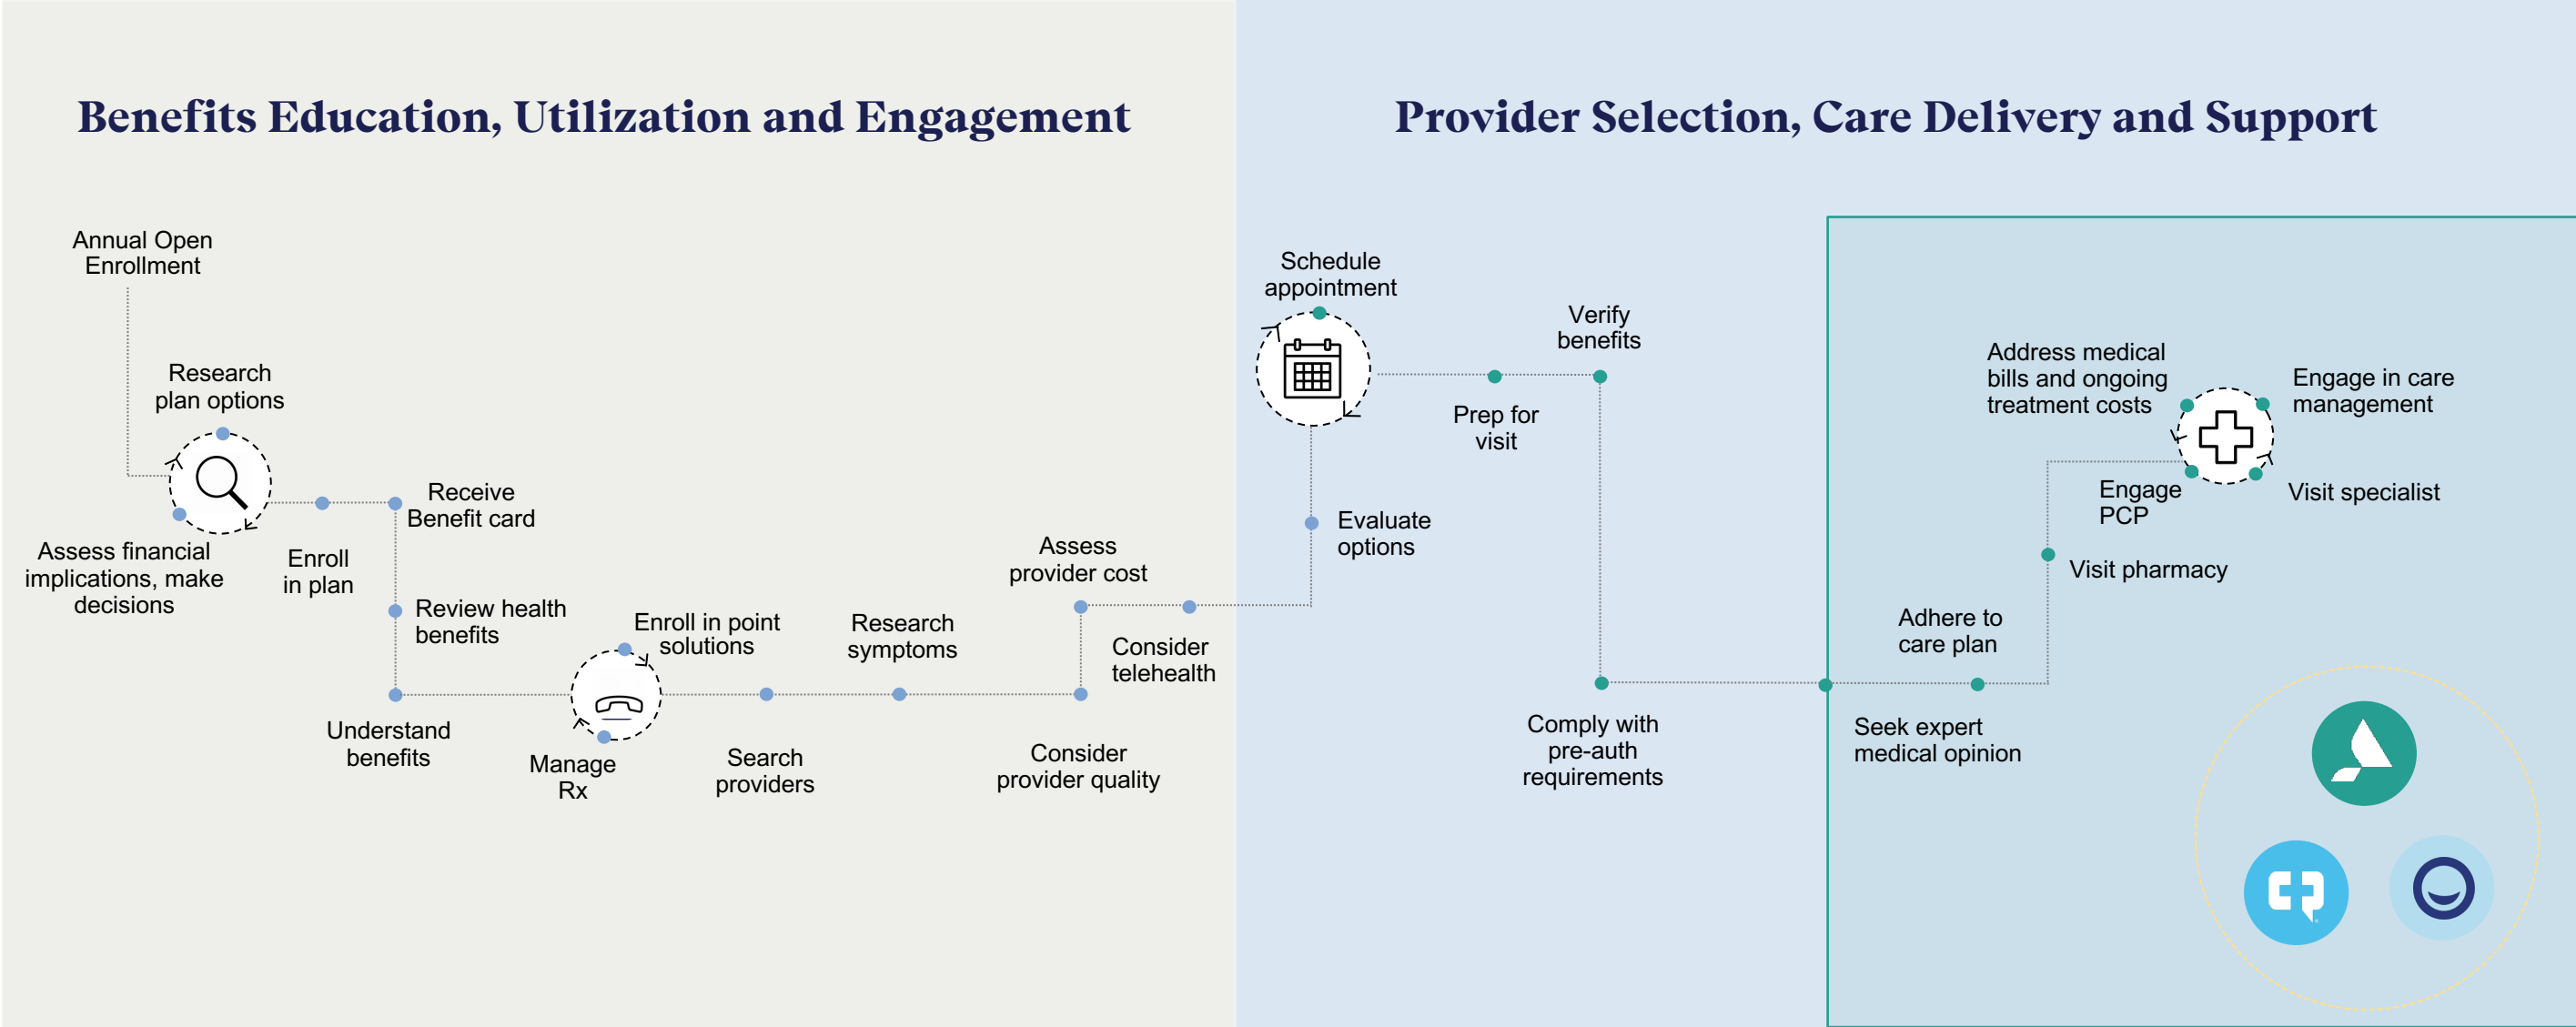 Benefits Education, Utilization and Engagement
Provider Selection, Care Delivery and Support
Annual Open
Enrollment
Research
plan options
Assess financial
implications, make
decisions
Enroll
in plan
Receive
Benefit card
Review health
benefits
Understand
benefits
Enroll in point
solutions
Manage
Rx
Search
providers
Research
symptoms
Consider
provider quality
Assess
provider cost
Consider
telehealth
Evaluate
options
Schedule
appointment
Prep for
visit
Verify
benefits
Comply with
pre-auth
requirements
Seek expert
medical opinion
Adhere to
care plan
Visit pharmacy
Engage
PCP
Address medical
bills and ongoing
treatment costs
Engage in care
management
Visit specialist